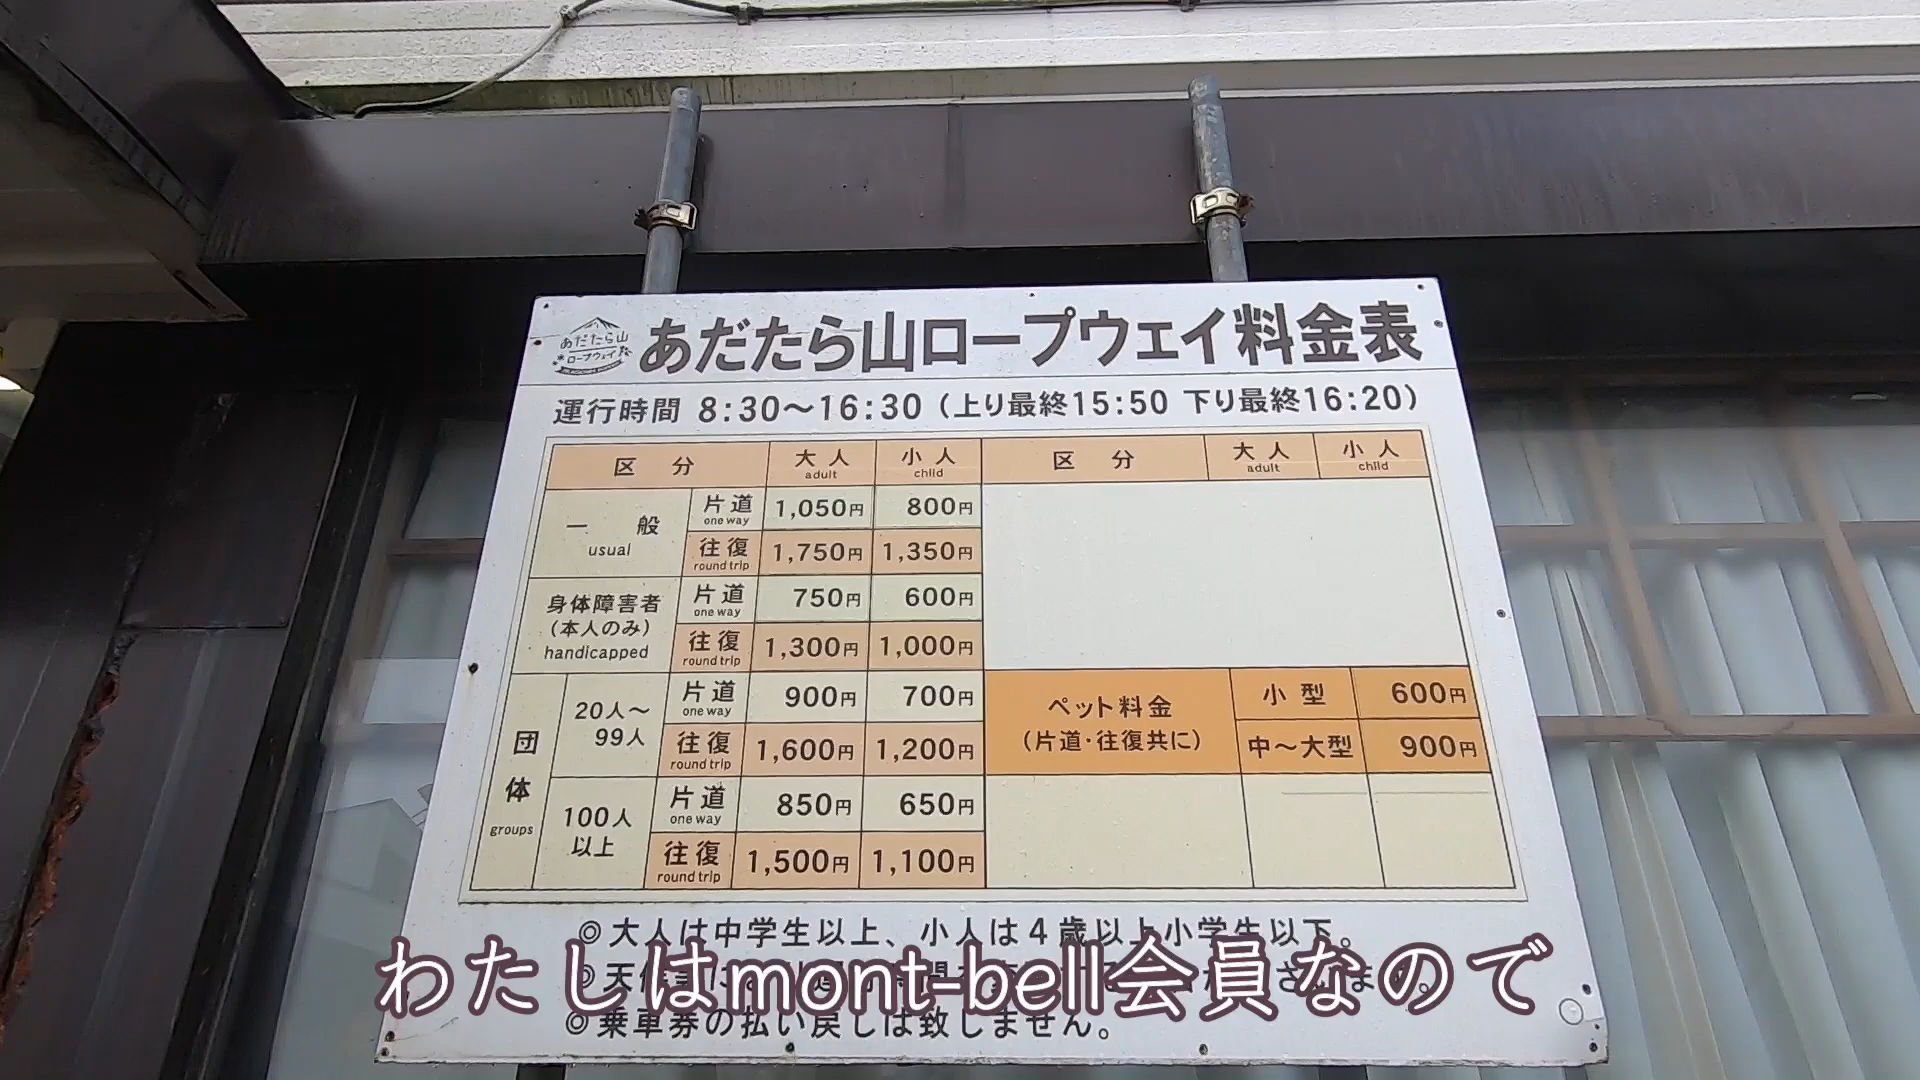 あだたら山
ロープウェイ
あだたら山ロープウェイ料金表
運行時間 8:30〜16:30（上り最終15:50 下り最終16:20）
区分 大人 小人 区分 大人 小人
adult child adult child
一般 片道 1,050円 800円
usual one way
往復 1,750円 1,350円
round trip
身体障害者 片道 750円 600円
（本人のみ） one way
handicapped 往復 1,300円 1,000円
round trip
団体 20人〜 片道 900円 700円
groups 99人 one way
往復 1,600円 1,200円
round trip
100人 片道 850円 650円
以上 one way
往復 1,500円 1,100円
round trip
ペット料金 小型 600円
（片道・往復共に） 中〜大型 900円
◎大人は中学生以上、小人は4歳以上小学生以下。
◎天候
◎乗車券の払い戻しは致しません。
わたしはmont-bell会員なので